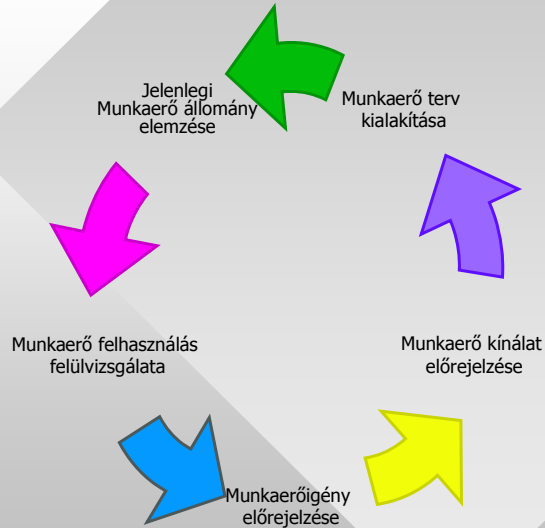 Jelenlegi
Munkaerő állomány
elemzése
Munkaerő terv
kialakítása
Munkaerő felhasználás
felülvizsgálata
Munkaerő kínálat
előrejelzése
Munkaerőigény
előrejelzése